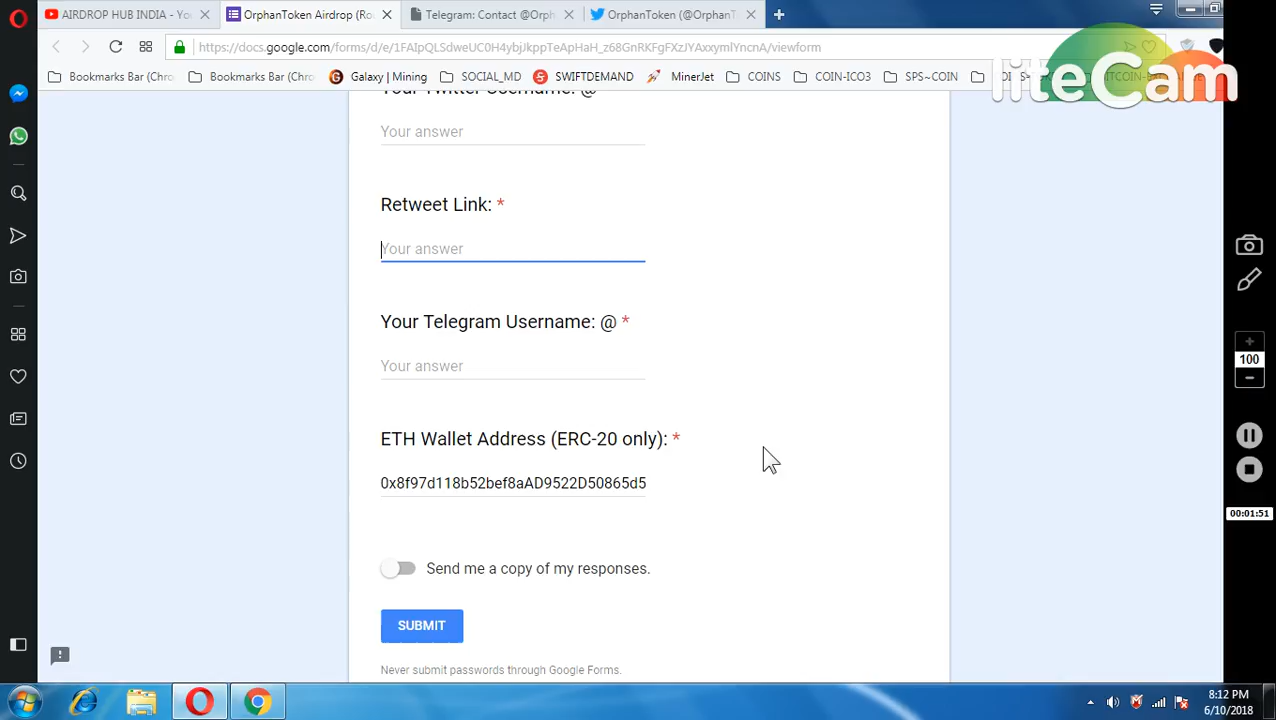 AIRDROP HUB INDIA - You
OrphanToken Airdrop (Ro
Telegram: Contact @Orph
OrphanToken (@OrphanT
https://docs.google.com/forms/d/e/1FAIpQLSdweUC0H4ybJkppTeApHaH_z68GnRKFgFXzJYAxxymlYncnA/viewform
Bookmarks Bar (Chro
Bookmarks Bar (Chro
Galaxy | Mining
SOCIAL_MD
SWIFTDEMAND
MinerJet
COINS
COIN-ICO3
SPS~COIN
liteCam
Your Twitter Username: @
Your answer
Retweet Link: *
Your answer
Your Telegram Username: @ *
Your answer
ETH Wallet Address (ERC-20 only): *
0x8f97d118b52bef8aAD9522D50865d5
Send me a copy of my responses.
SUBMIT
Never submit passwords through Google Forms.
100
00:01:51
8:12 PM
6/10/2018